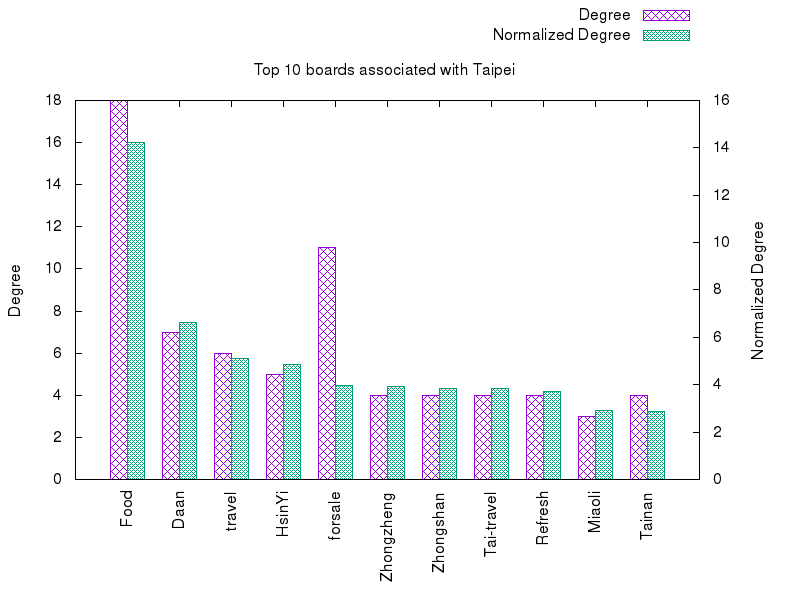 Degree
Normalized Degree
Top 10 boards associated with Taipei
18 16
16 14
14 12
12 10
10 8
8 6
6 4
4 2
2 0
0
Degree
Normalized Degree
Food
Daan
travel
HsinYi
forsale
Zhongzheng
Zhongshan
Tai-travel
Refresh
Miaoli
Tainan